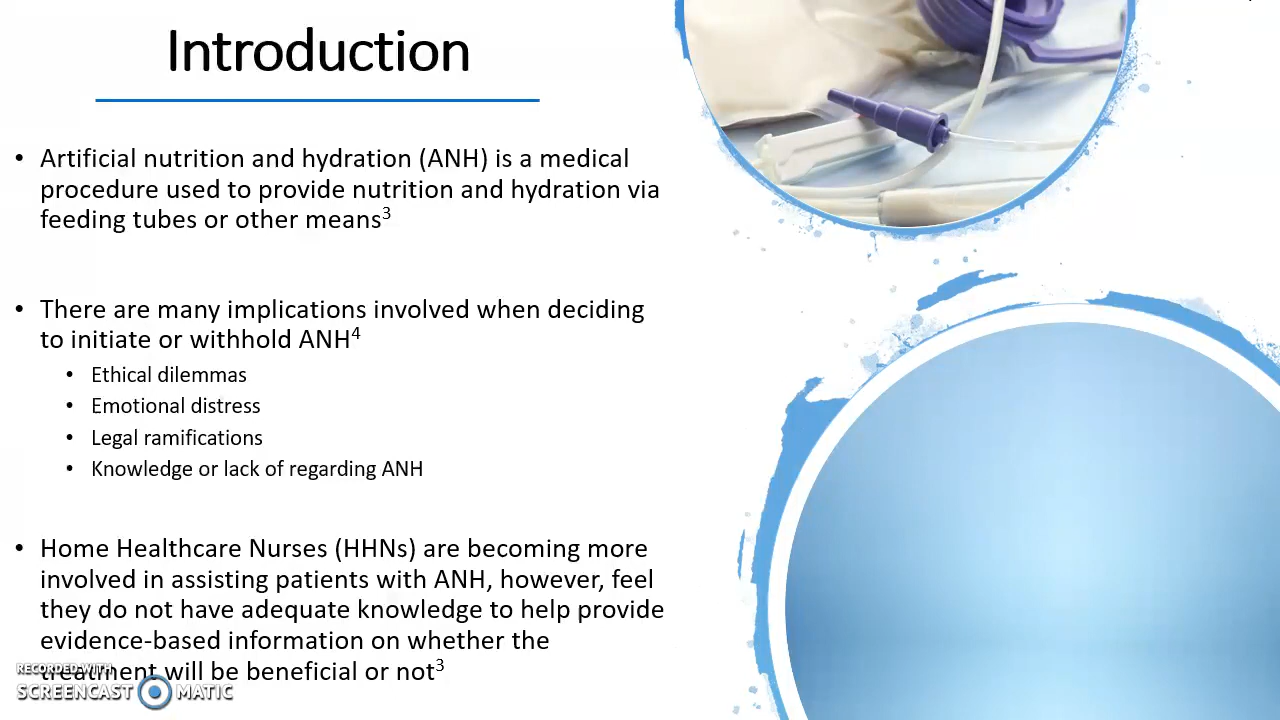 Introduction
• Artificial nutrition and hydration (ANH) is a medical
procedure used to provide nutrition and hydration via
feeding tubes or other means3
• There are many implications involved when deciding
to initiate or withhold ANH4
• Ethical dilemmas
• Emotional distress
• Legal ramifications
• Knowledge or lack of regarding ANH
• Home Healthcare Nurses (HHNs) are becoming more
involved in assisting patients with ANH, however, feel
they do not have adequate knowledge to help provide
evidence-based information on whether the
treatment will be beneficial or not3
RECORDED WITH
SCREENCAST MATIC